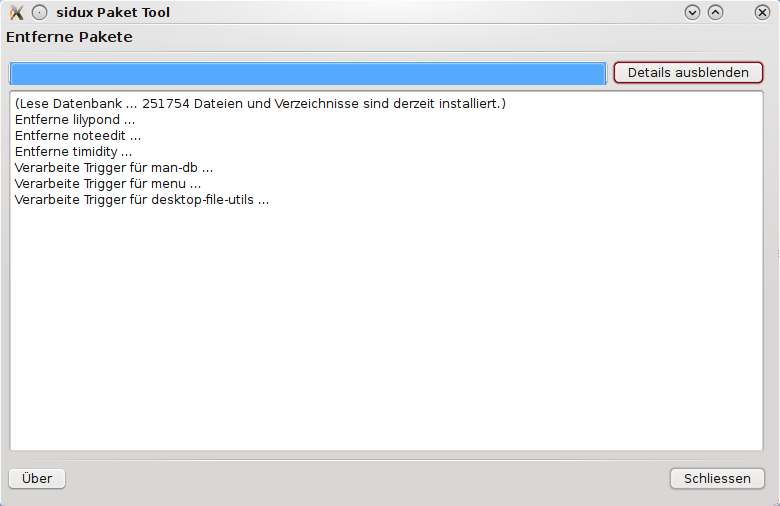 sidux Paket Tool
Entferne Pakete
Details ausblenden
(Lese Datenbank ... 251754 Dateien und Verzeichnisse sind derzeit installiert.)
Entferne lilypond ...
Entferne noteedit ...
Entferne timidity ...
Verarbeite Trigger für man-db ...
Verarbeite Trigger für menu ...
Verarbeite Trigger für desktop-file-utils ...
Über
Schliessen